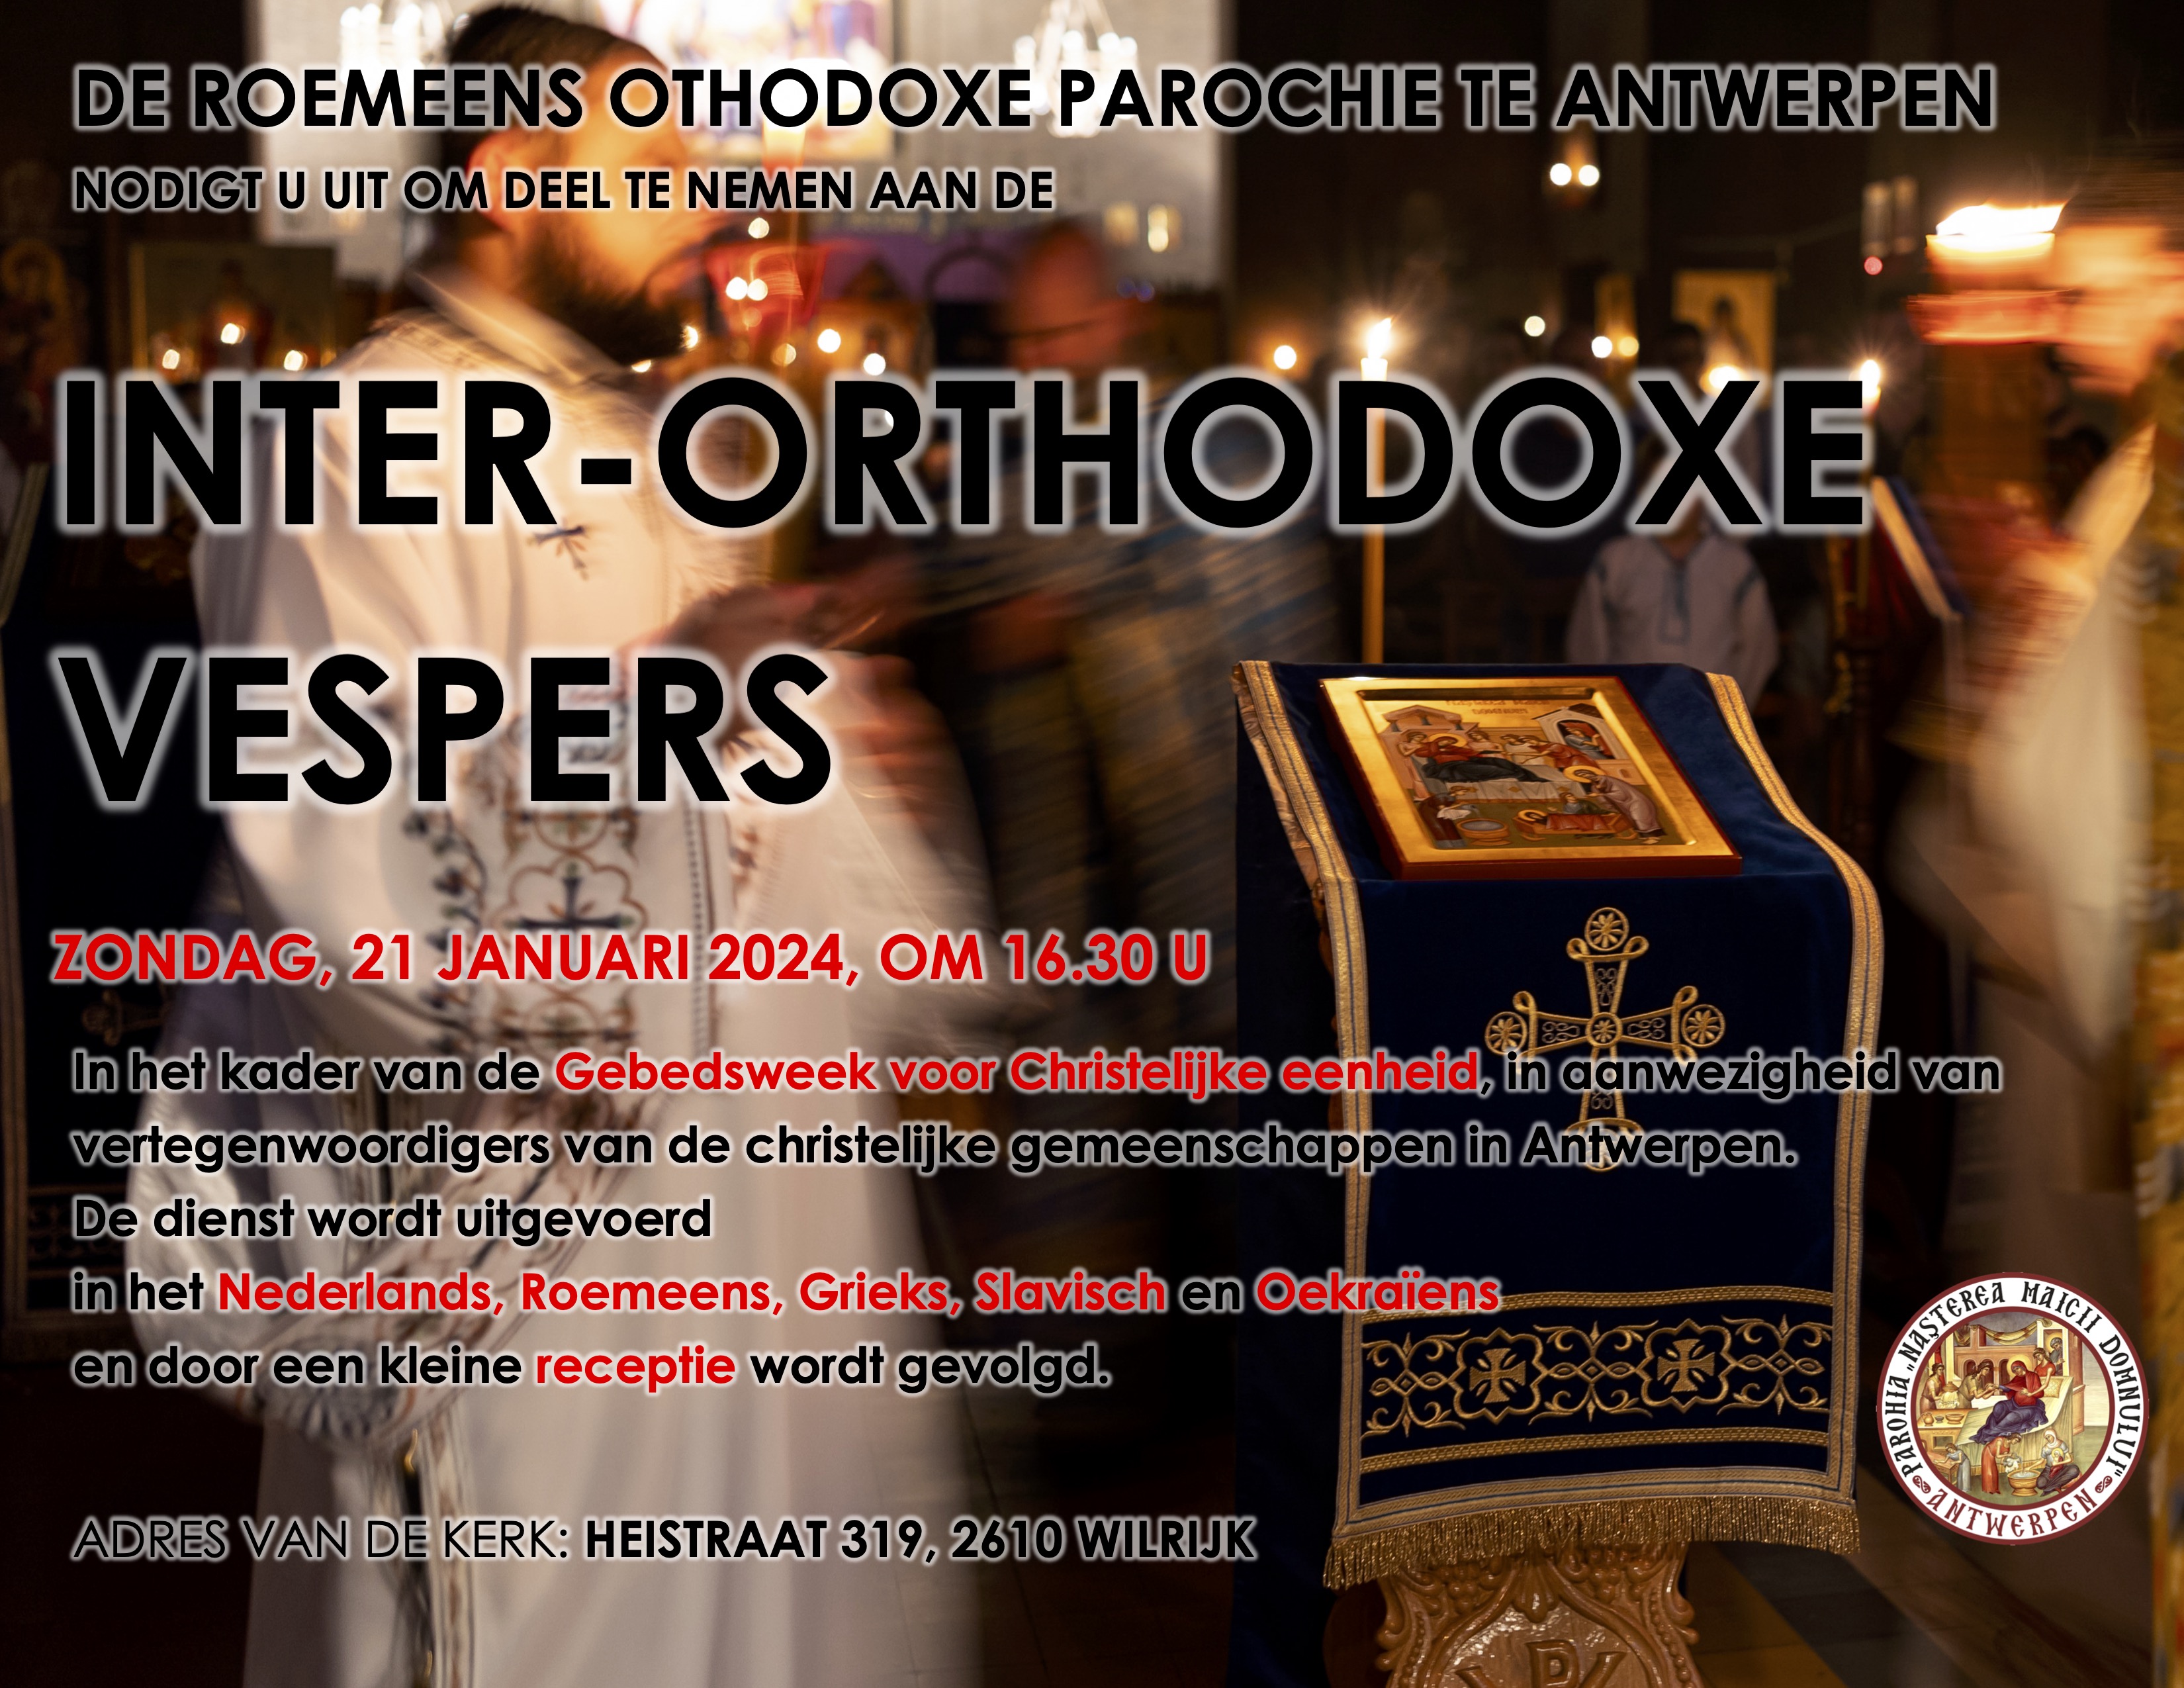 DE ROEMEENS OTHODOXE PAROCHIE TE ANTWERPEN
NODIGT U UIT OM DEEL TE NEMEN AAN DE
INTER-ORTHODOXE
VESPERS
ZONDAG, 21 JANUARI 2024, OM 16.30 U
In het kader van de Gebedsweek voor Christelijke eenheid, in aanwezigheid van
vertegenwoordigers van de christelijke gemeenschappen in Antwerpen.
De dienst wordt uitgevoerd
in het Nederlands, Roemeens, Grieks, Slavisch en Oekraïens
en door een kleine receptie wordt gevolgd.
ADRES VAN DE KERK: HEISTRAAT 319, 2610 WILRIJK
PAROHIA „NAȘTEREA MAICII DOMNULUI”
ANTWERPEN